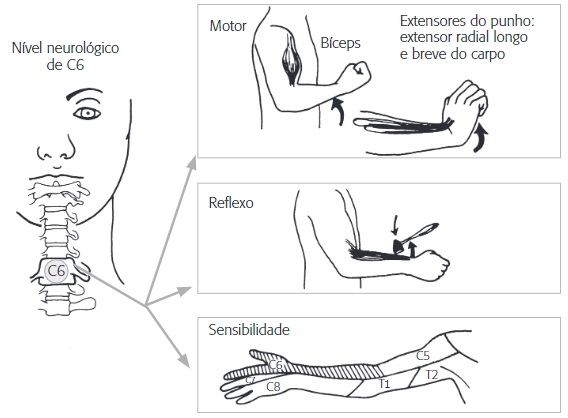 Nível neurológico
de C6
C6
Motor
Bíceps
Extensores do punho:
extensor radial longo
e breve do carpo
Reflexo
Sensibilidade
C6
C7
C8
C5
T1
T2